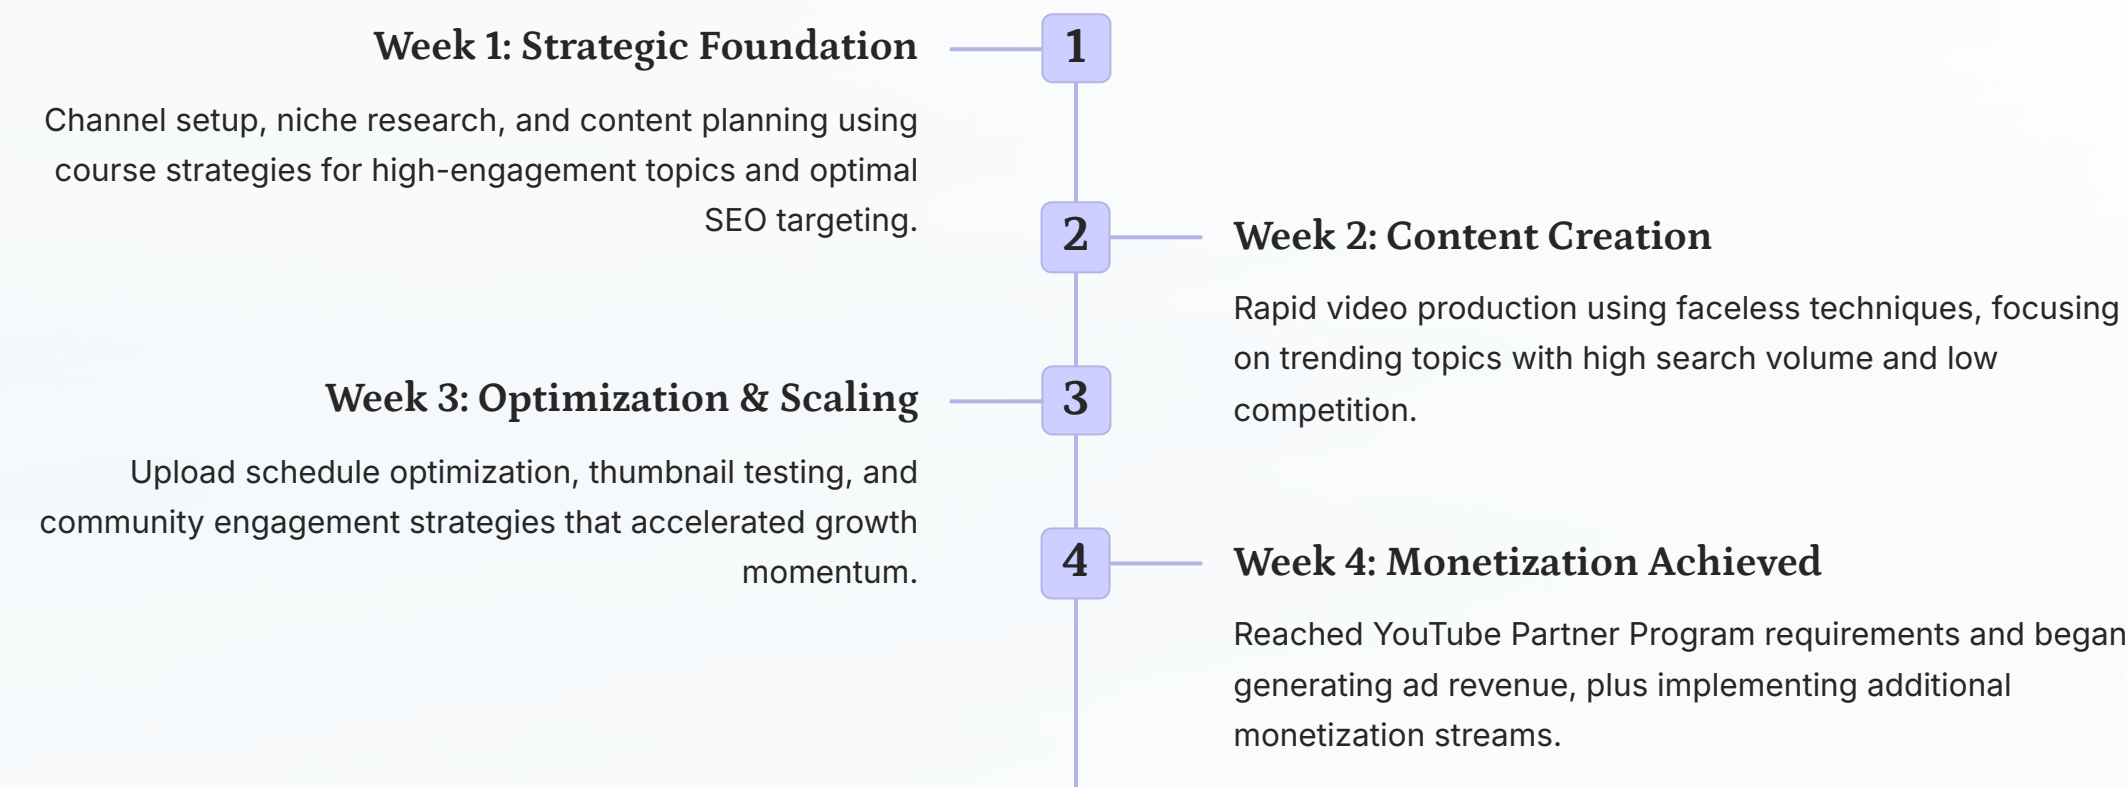 Week 1: Strategic Foundation
1
Channel setup, niche research, and content planning using
course strategies for high-engagement topics and optimal
SEO targeting.
2
Week 2: Content Creation
Rapid video production using faceless techniques, focusing
on trending topics with high search volume and low
competition.
Week 3: Optimization & Scaling
3
Upload schedule optimization, thumbnail testing, and
community engagement strategies that accelerated growth
momentum.
4
Week 4: Monetization Achieved
Reached YouTube Partner Program requirements and began
generating ad revenue, plus implementing additional
monetization streams.